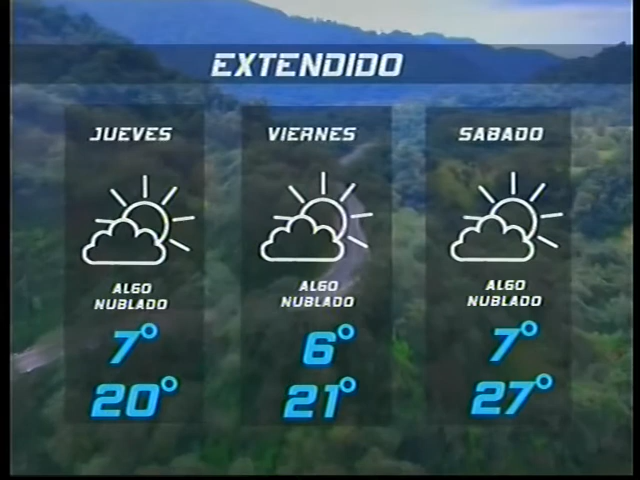 EXTENDIDO
JUEVES
ALGO
NUBLADO
7°
20°
VIERNES
ALGO
NUBLADO
6°
21°
SABADO
ALGO
NUBLADO
7°
27°